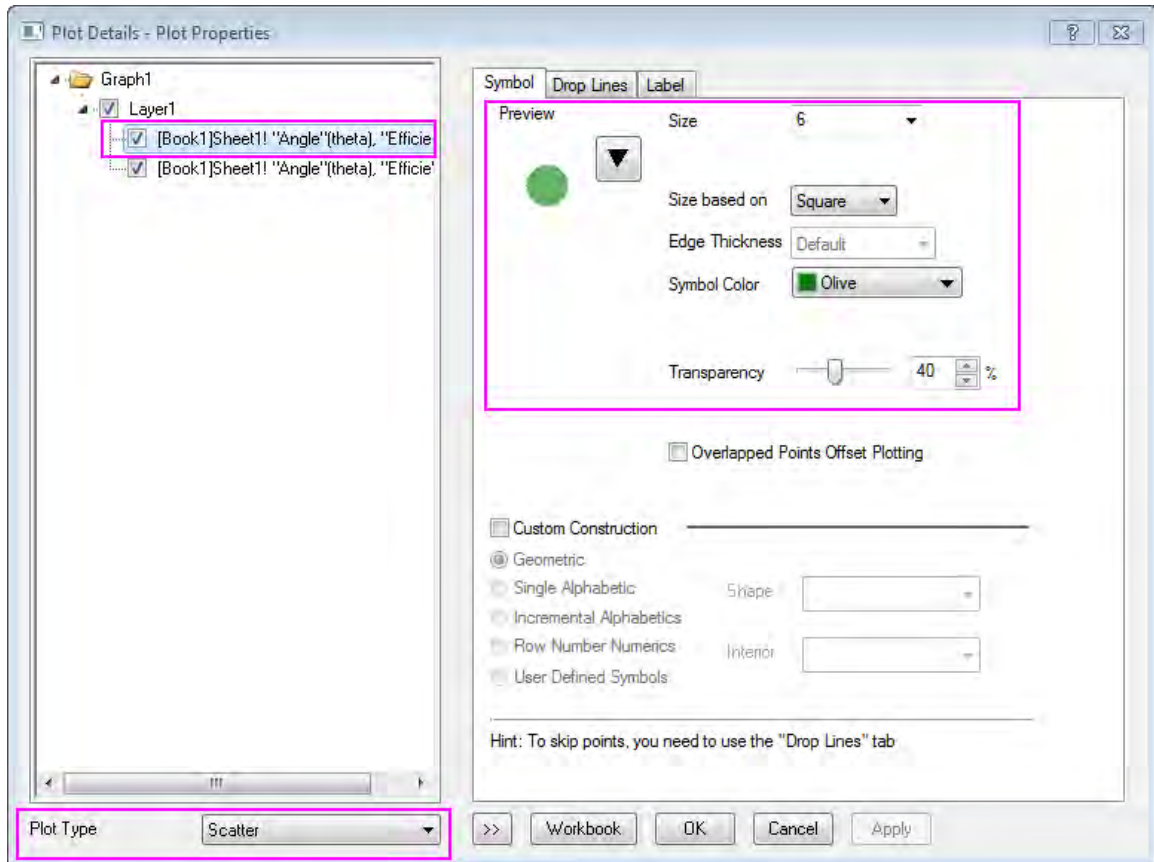 Plot Details - Plot Properties
Graph1
Layer1
[Book1]Sheet1! "Angle"(theta), "Efficie
[Book1]Sheet1! "Angle"(theta), "Efficie'
Plot Type
Scatter
Symbol
Drop Lines
Label
Preview
Size
6
Size based on
Square
Edge Thickness
Default
Symbol Color
Olive
Transparency
40
%
Overlapped Points Offset Plotting
Custom Construction
Geometric
Single Alphabetic
Incremental Alphabetics
Row Number Numerics
User Defined Symbols
Shape
Interior
Hint: To skip points, you need to use the "Drop Lines" tab
>>
Workbook
OK
Cancel
Apply